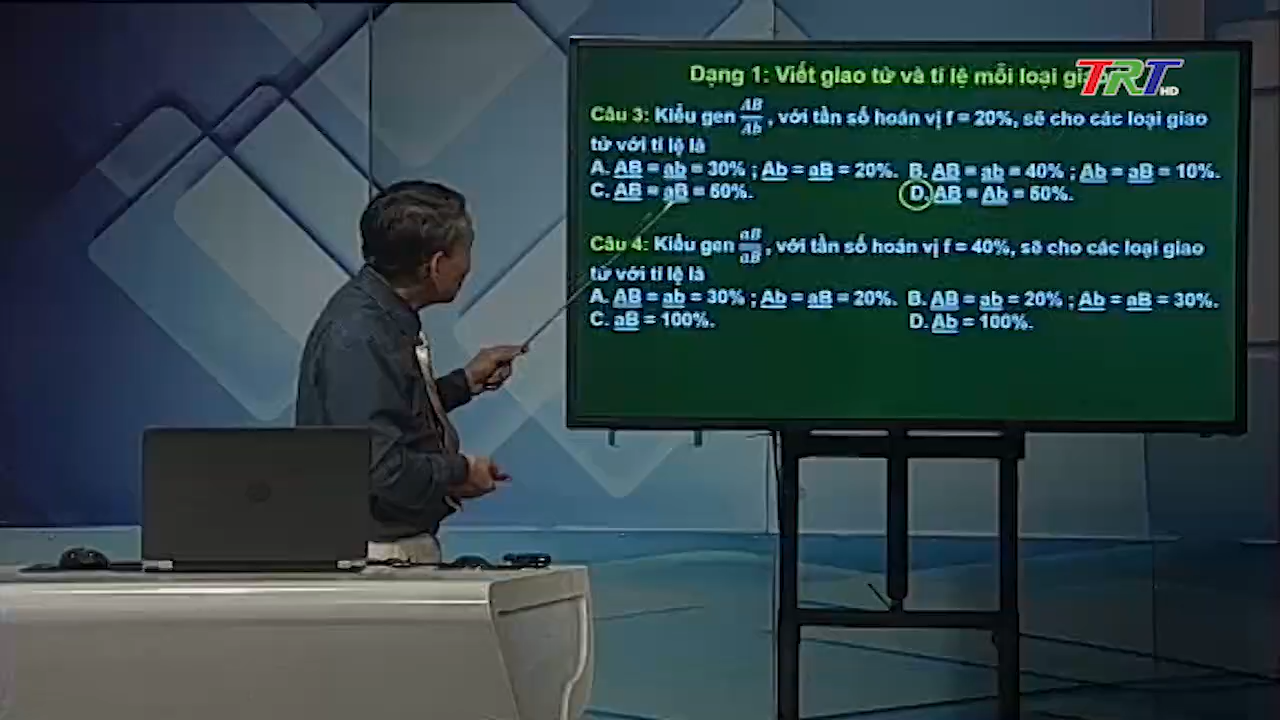 Dạng 1: Viết giao tử và tỉ lệ mỗi loại
TRT HD
Câu 3: Kiểu gen AB/Ab, với tần số hoán vị f = 20%, sẽ cho các loại giao
tử với tỉ lệ là
A. AB = ab = 30% ; Ab = aB = 20%. B. AB = ab = 40% ; Ab = aB = 10%.
C. AB = aB = 50%. D. AB = Ab = 50%.
Câu 4: Kiểu gen aB/aB, với tần số hoán vị f = 40%, sẽ cho các loại giao
tử với tỉ lệ là
A. AB = ab = 30% ; Ab = aB = 20%. B. AB = ab = 20% ; Ab = aB = 30%.
C. aB = 100%. D. Ab = 100%.